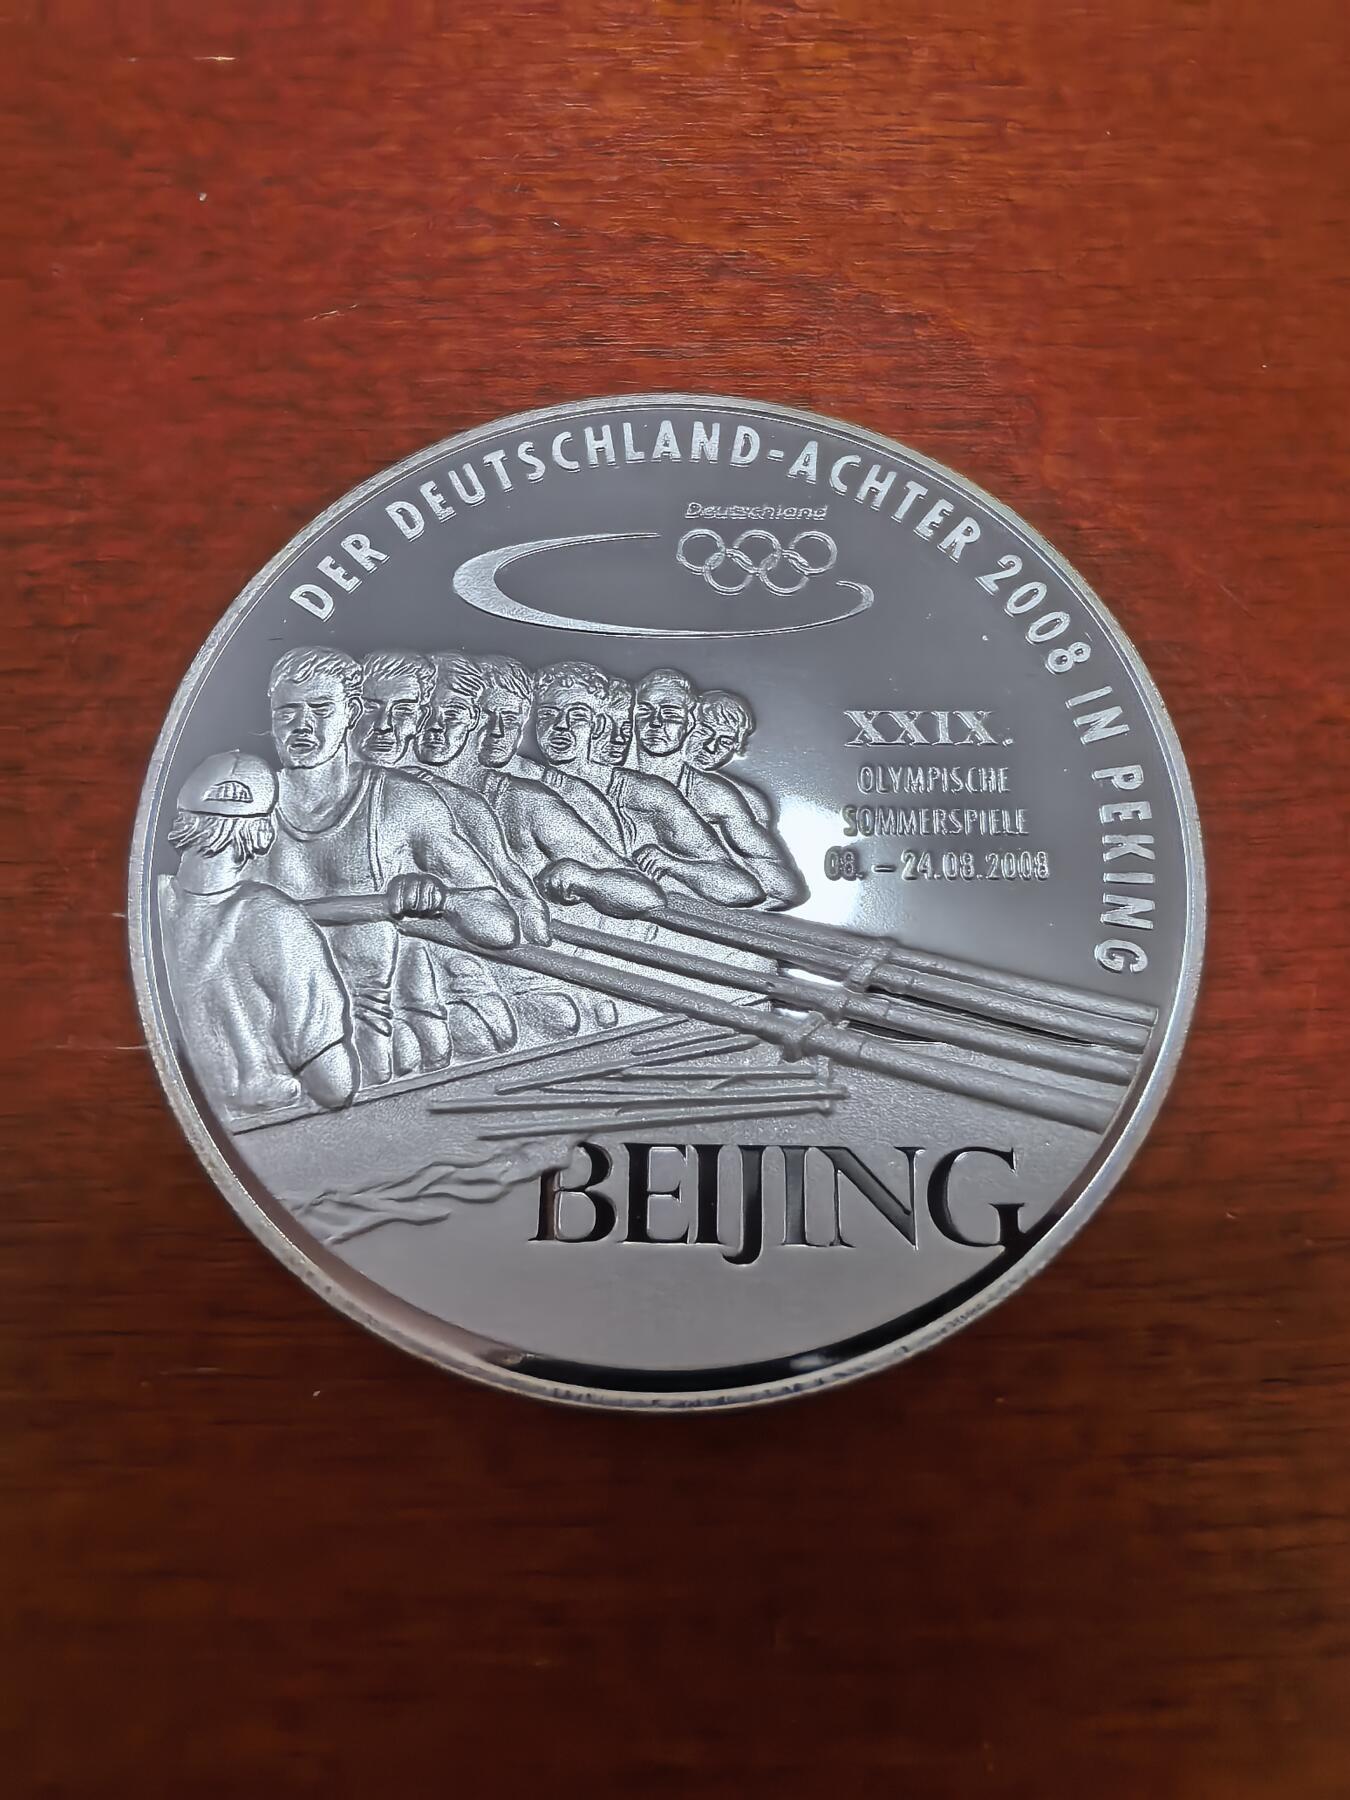 DER DEUTSCHLAND-ACHTER 2008 IN PEKING
Deutschland
XXIX.
OLYMPISCHE
SOMMERSPIELE
08. – 24.08.2008
BEIJING